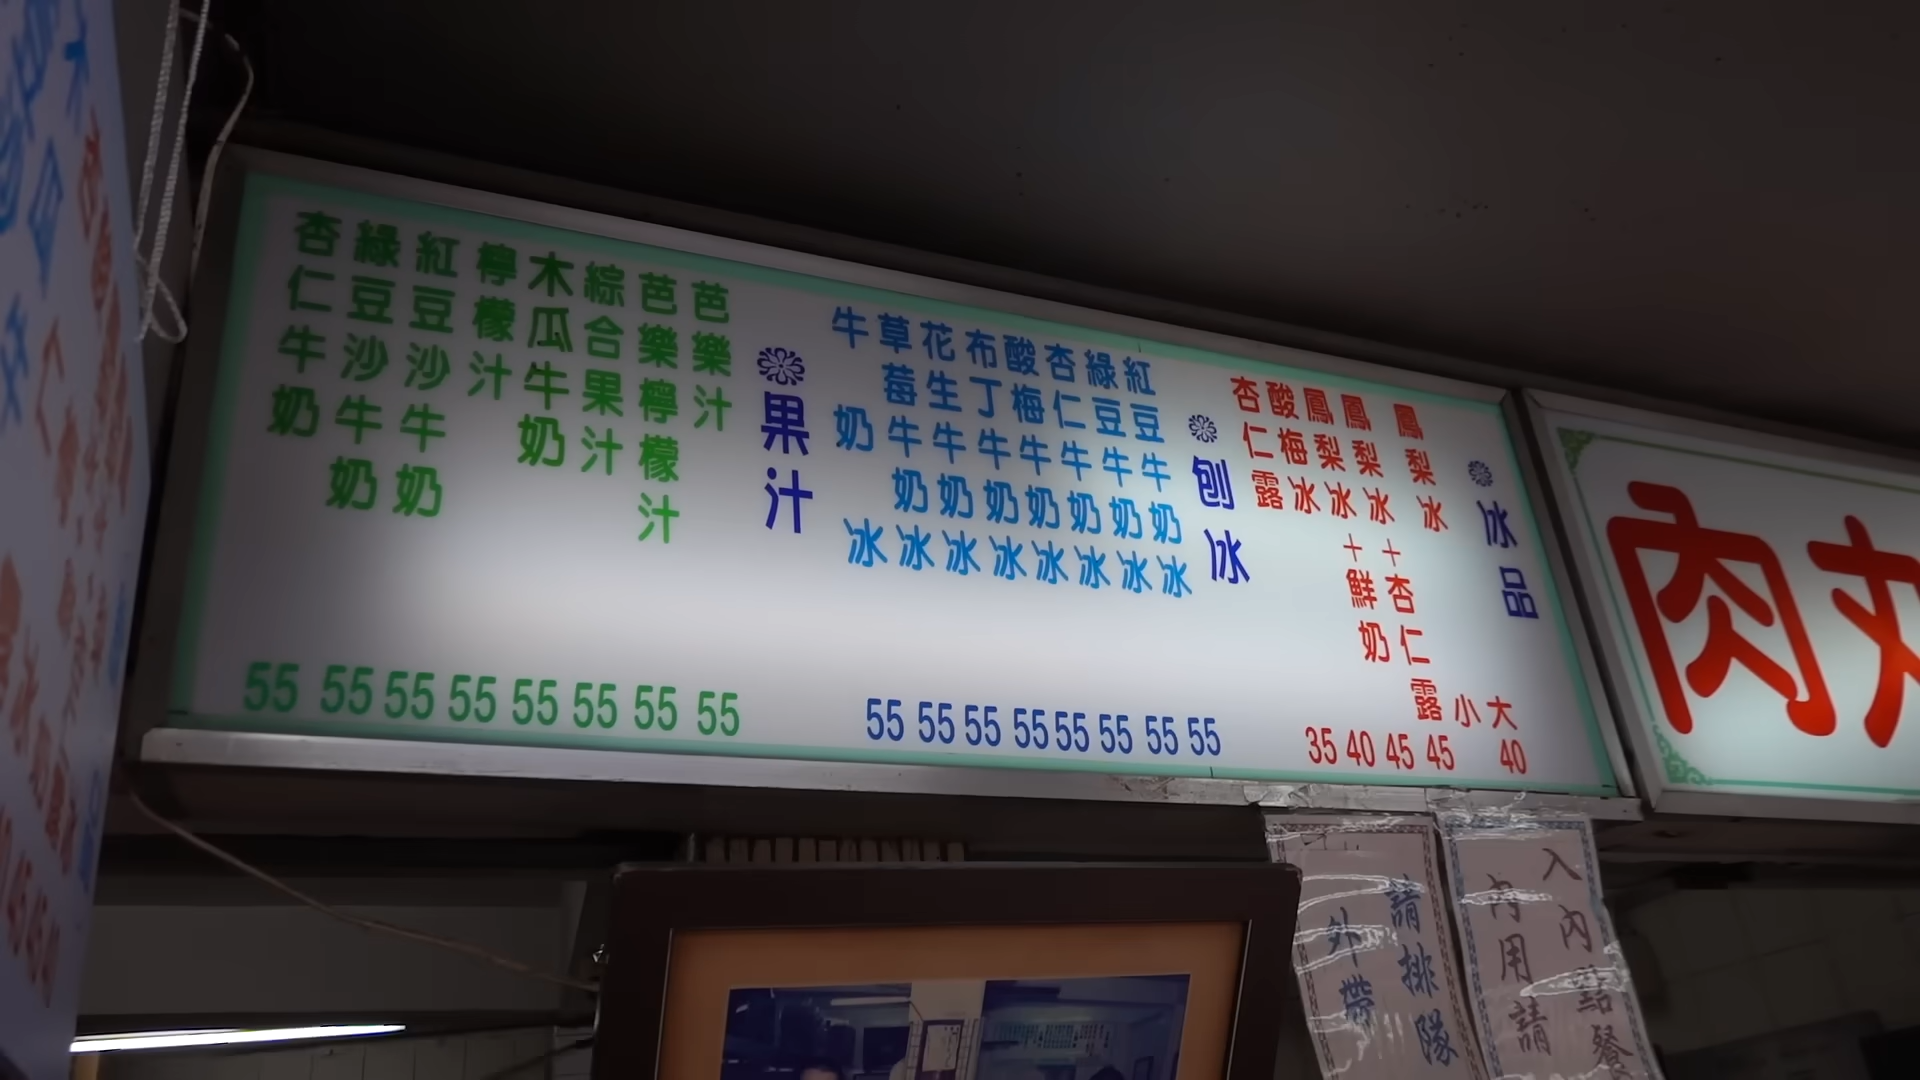 ❊冰品
鳳梨冰 大 40 小
鳳梨冰+杏仁露 45
鳳梨冰+鮮奶 45
酸梅冰 40
杏仁露 35
❊刨冰
紅豆牛奶冰 55
綠豆牛奶冰 55
杏仁牛奶冰 55
酸梅牛奶冰 55
布丁牛奶冰 55
花生牛奶冰 55
草莓牛奶冰 55
牛奶冰 55
❊果汁
芭樂汁 55
芭樂檸檬汁 55
綜合果汁 55
木瓜牛奶 55
檸檬汁 55
紅豆沙牛奶 55
綠豆沙牛奶 55
杏仁牛奶 55
肉
內用請
入內點餐
外帶
請排隊